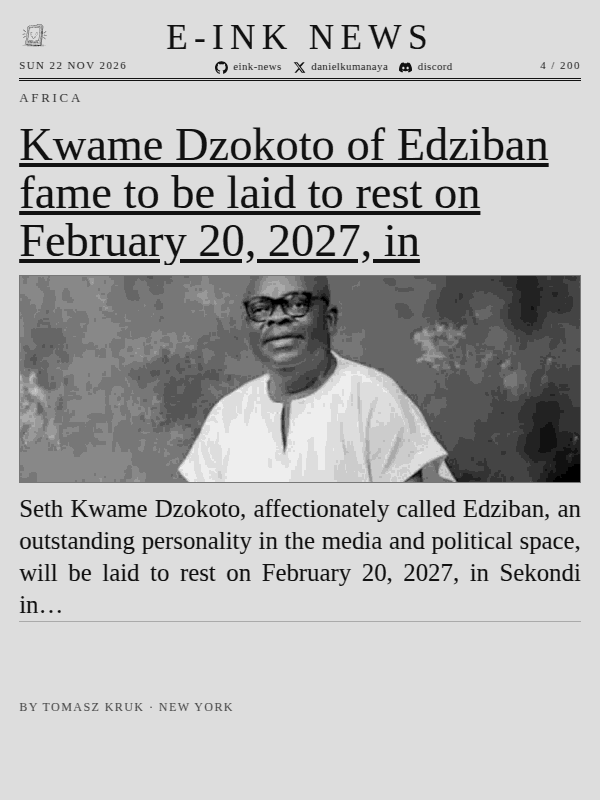 E-INK NEWS
SUN 22 NOV 2026
eink-news danielkumanaya discord
4 / 200
AFRICA
Kwame Dzokoto of Edziban
fame to be laid to rest on
February 20, 2027, in
Seth Kwame Dzokoto, affectionately called Edziban, an
outstanding personality in the media and political space,
will be laid to rest on February 20, 2027, in Sekondi
in…
BY TOMASZ KRUK · NEW YORK